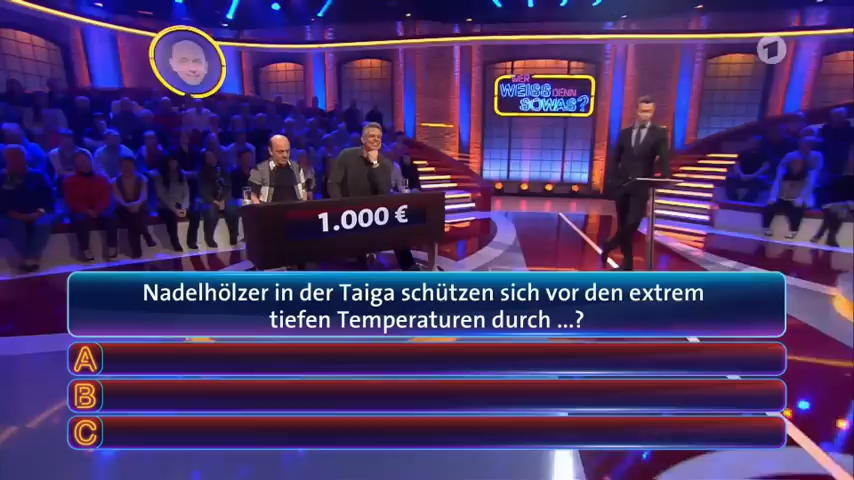 1
WER
WEISS DENN
SOWAS?
1.000 €
Nadelhölzer in der Taiga schützen sich vor den extrem
tiefen Temperaturen durch ...?
A
B
C